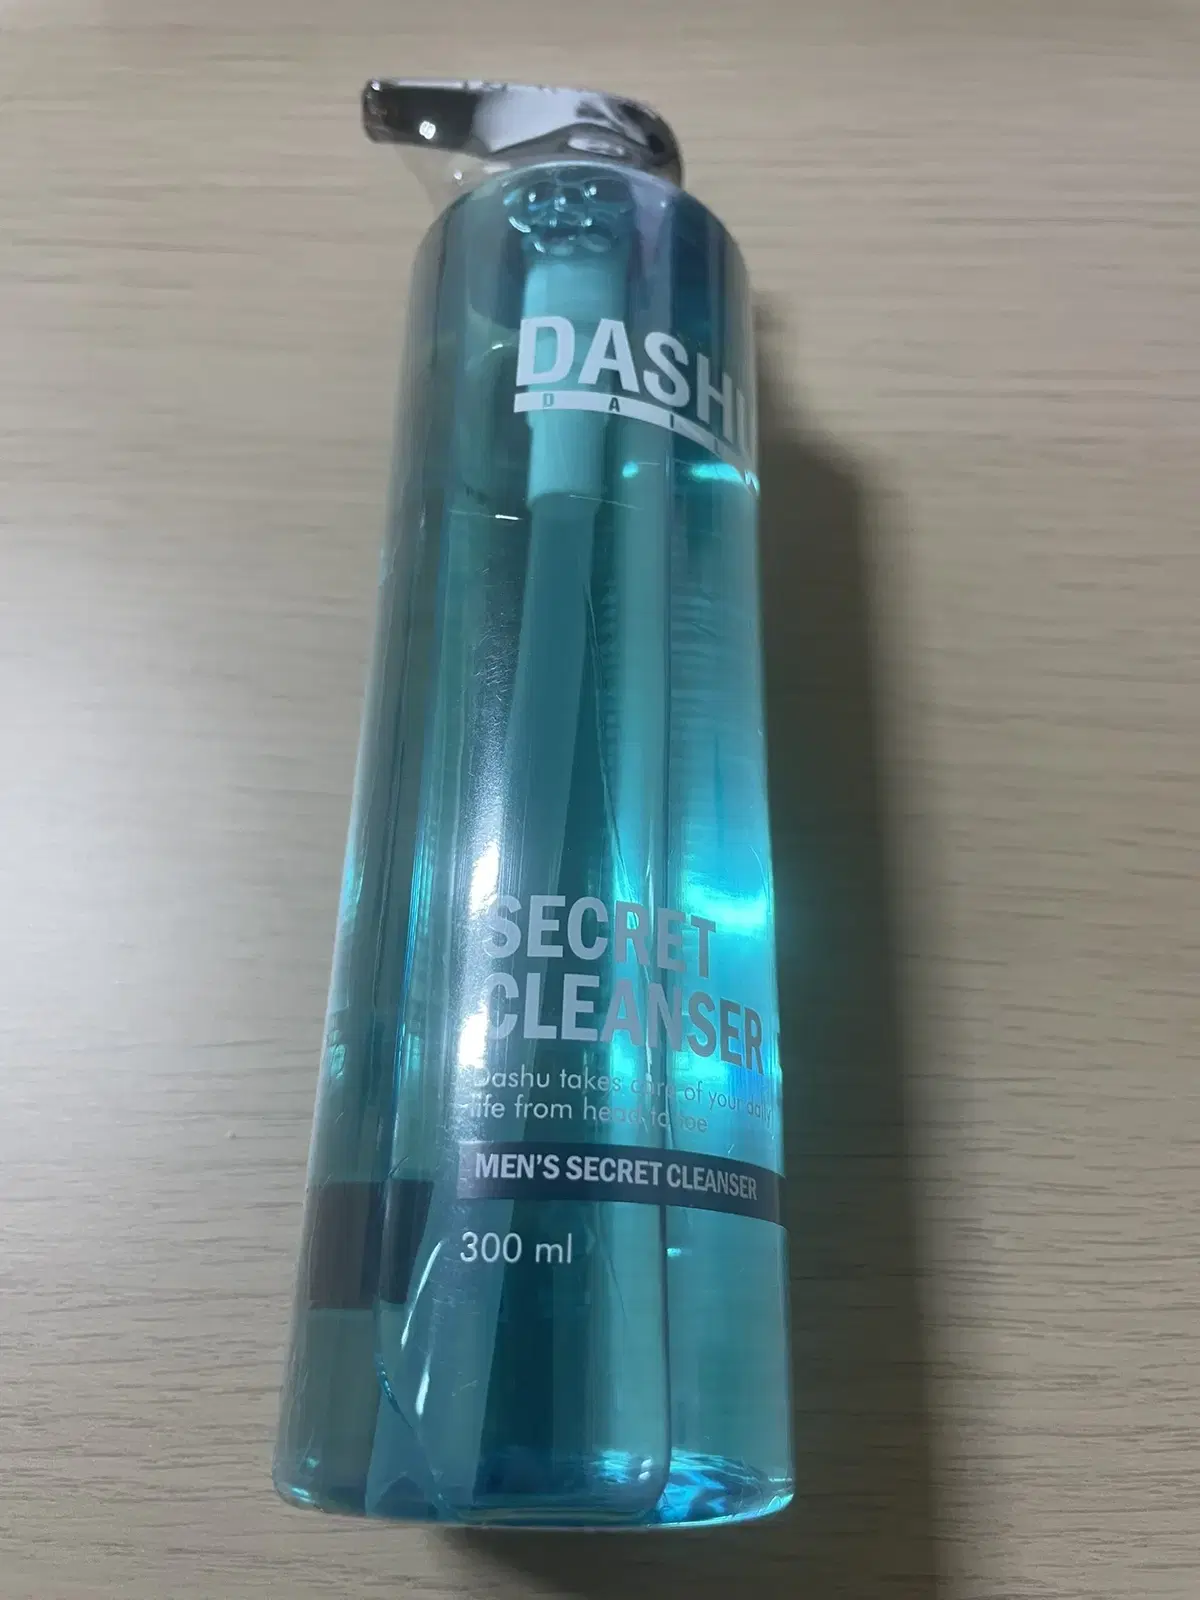 DASHU
D A I L
SECRET
CLEANSER
Dashu takes care of your daily
life from head to toe
MEN'S SECRET CLEANSER
300 ml